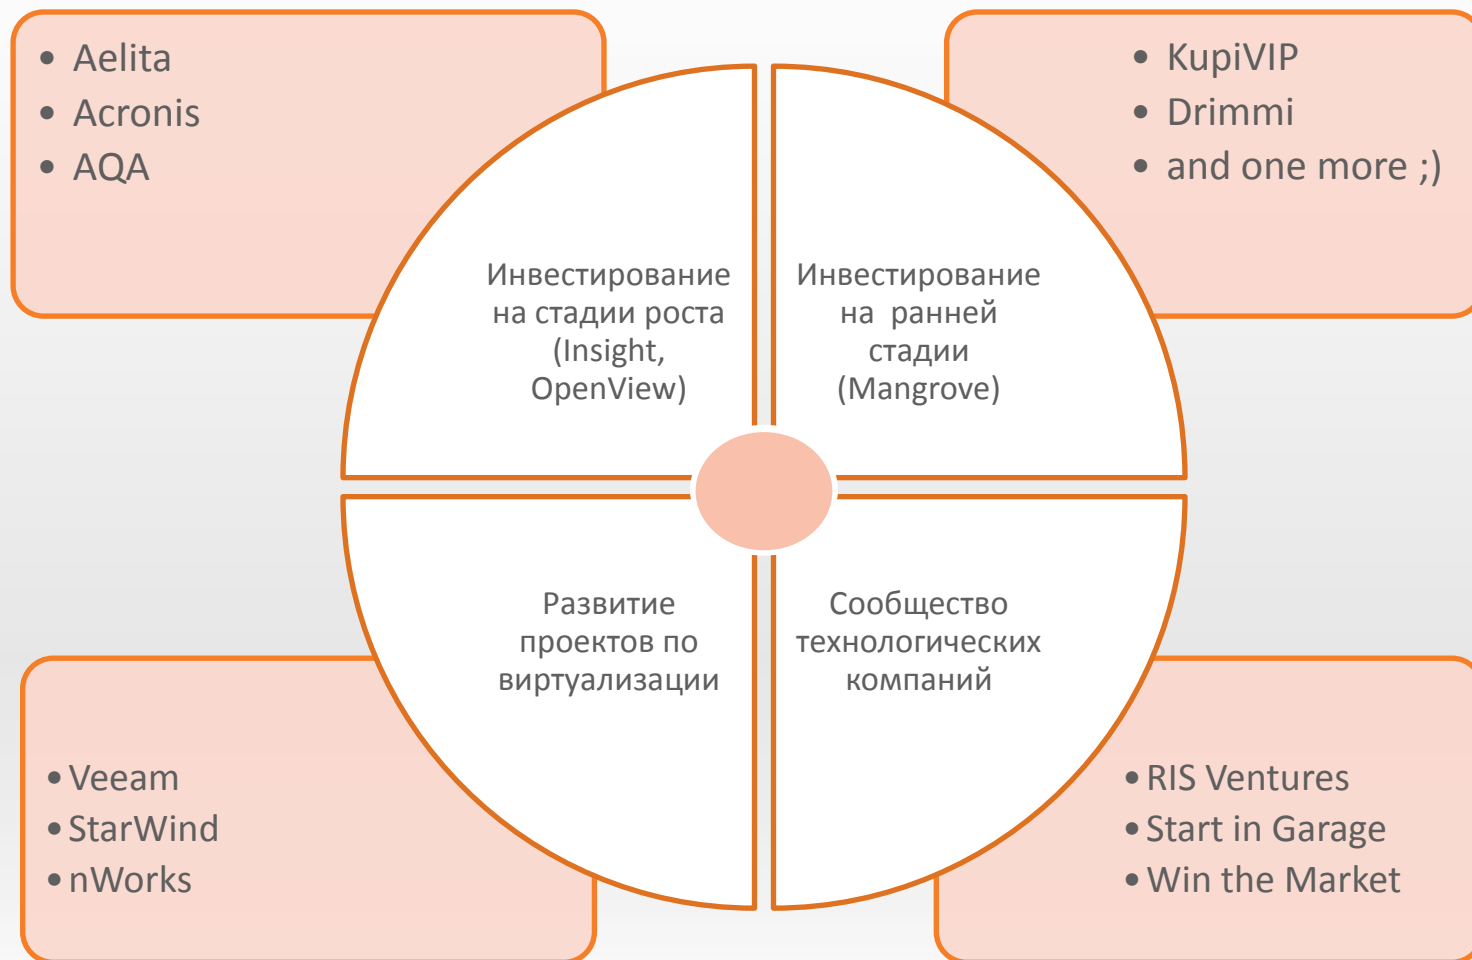 • Aelita
• Acronis
• AQA
• KupiVIP
• Drimmi
• and one more ;)
Инвестирование
на стадии роста
(Insight,
OpenView)
Инвестирование
на ранней
стадии
(Mangrove)
Развитие
проектов по
виртуализации
Сообщество
технологических
компаний
• Veeam
• StarWind
• nWorks
• RIS Ventures
• Start in Garage
• Win the Market